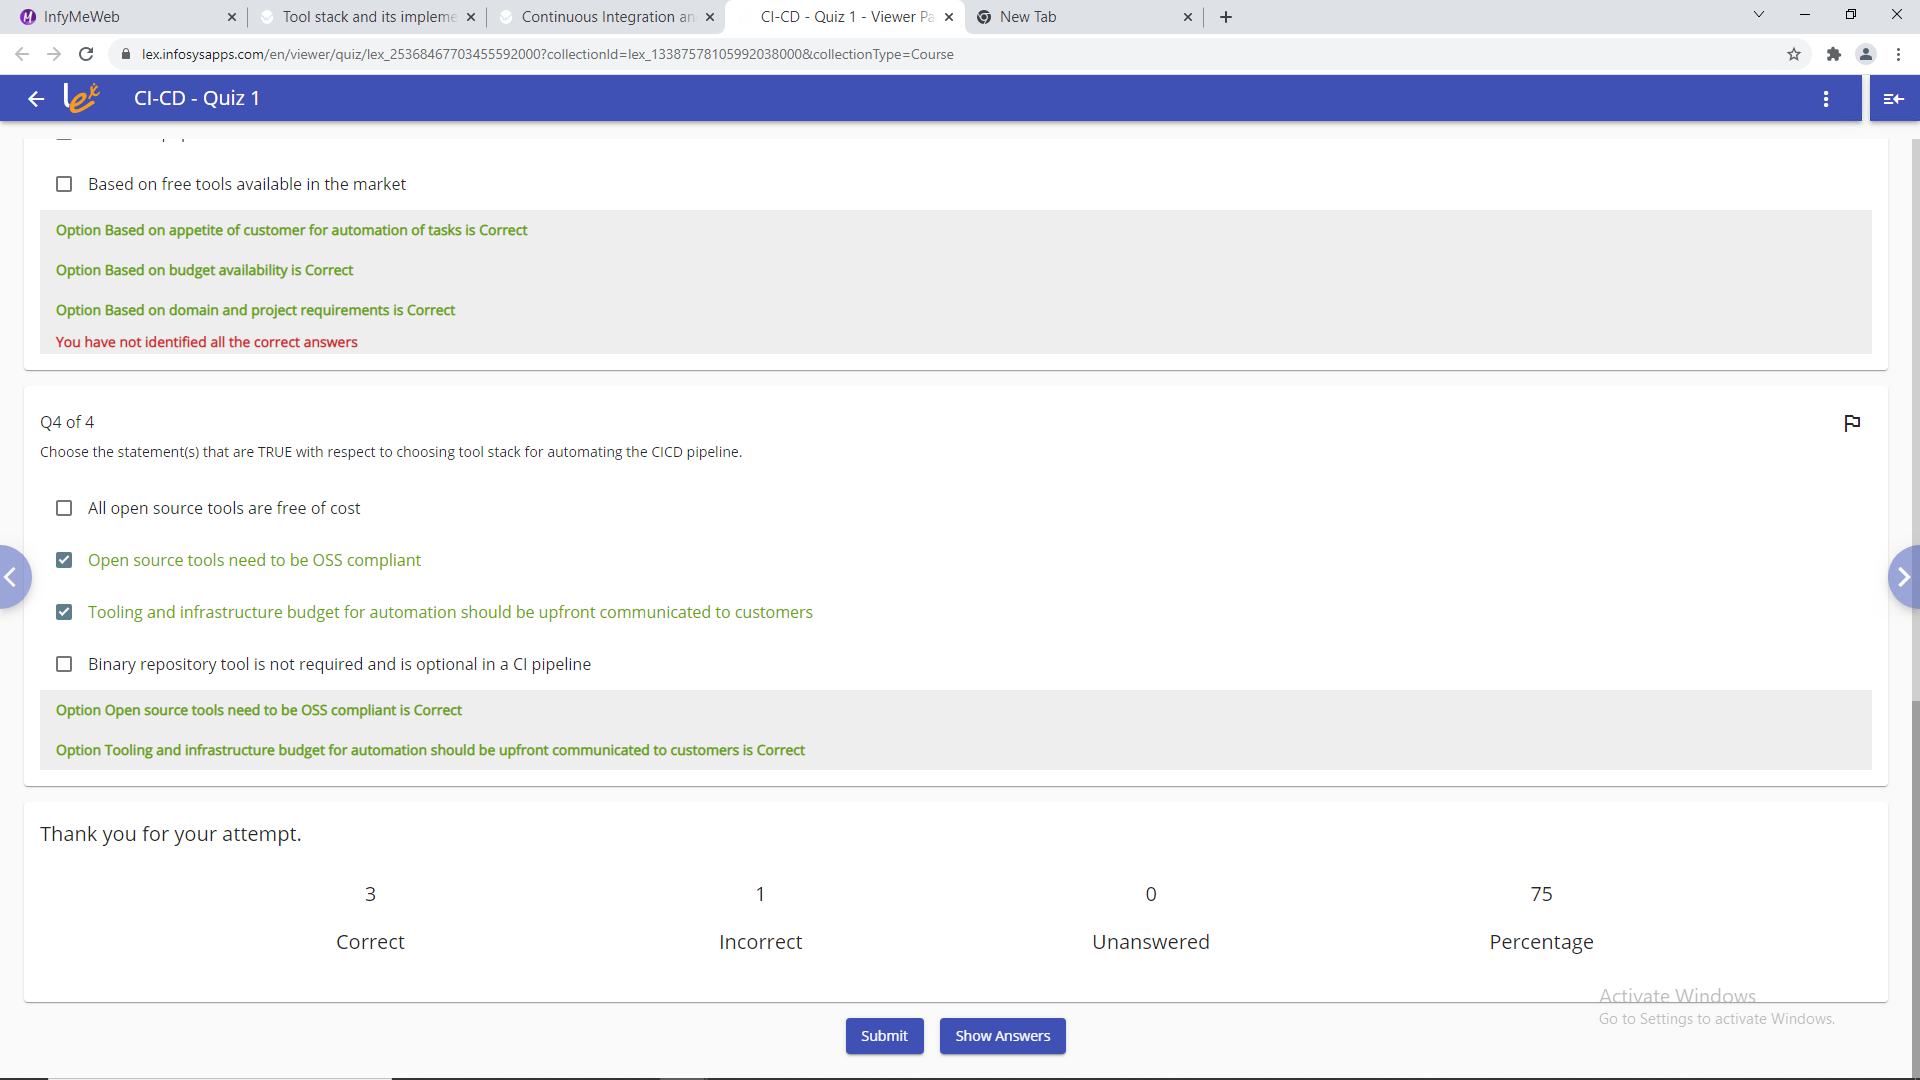 InfyMeWeb
Tool stack and its impleme
Continuous Integration an
CI-CD - Quiz 1 - Viewer Pa
New Tab
lex.infosysapps.com/en/viewer/quiz/lex_25368467703455592000?collectionId=lex_13387578105992038000&collectionType=Course
lex
CI-CD - Quiz 1
Based on free tools available in the market
Option Based on appetite of customer for automation of tasks is Correct
Option Based on budget availability is Correct
Option Based on domain and project requirements is Correct
You have not identified all the correct answers
Q4 of 4
Choose the statement(s) that are TRUE with respect to choosing tool stack for automating the CICD pipeline.
All open source tools are free of cost
Open source tools need to be OSS compliant
Tooling and infrastructure budget for automation should be upfront communicated to customers
Binary repository tool is not required and is optional in a CI pipeline
Option Open source tools need to be OSS compliant is Correct
Option Tooling and infrastructure budget for automation should be upfront communicated to customers is Correct
Thank you for your attempt.
3 1 0 75
Correct Incorrect Unanswered Percentage
Activate Windows
Go to Settings to activate Windows.
Submit Show Answers